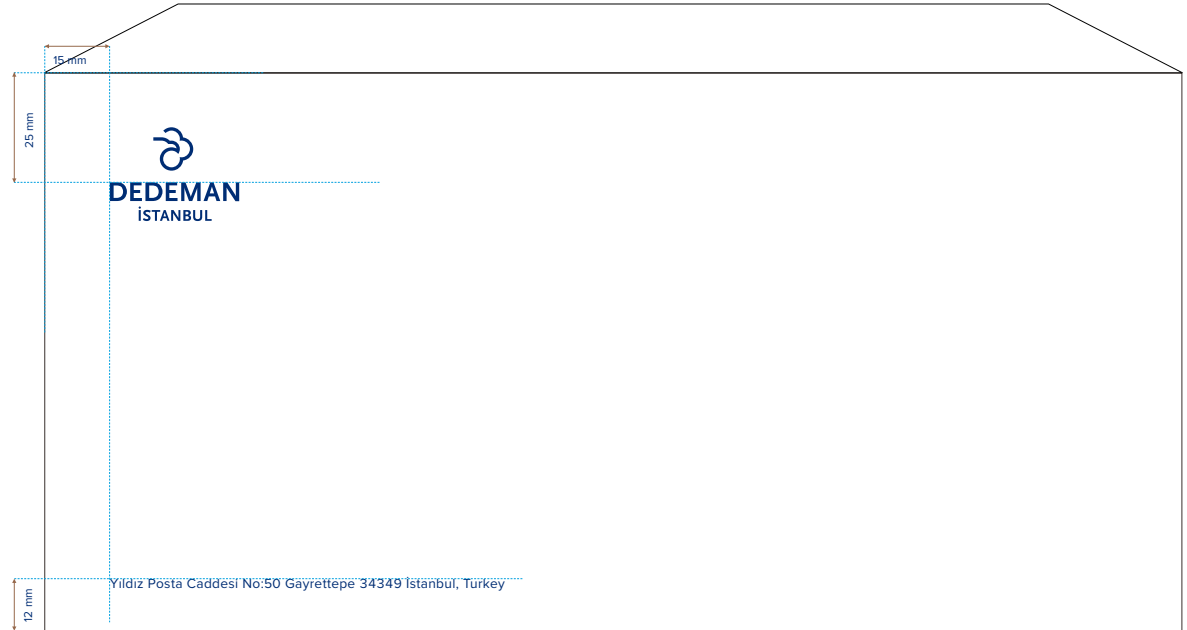 15 mm
25 mm
DEDEMAN
İSTANBUL
Yıldız Posta Caddesi No:50 Gayrettepe 34349 İstanbul, Turkey
12 mm